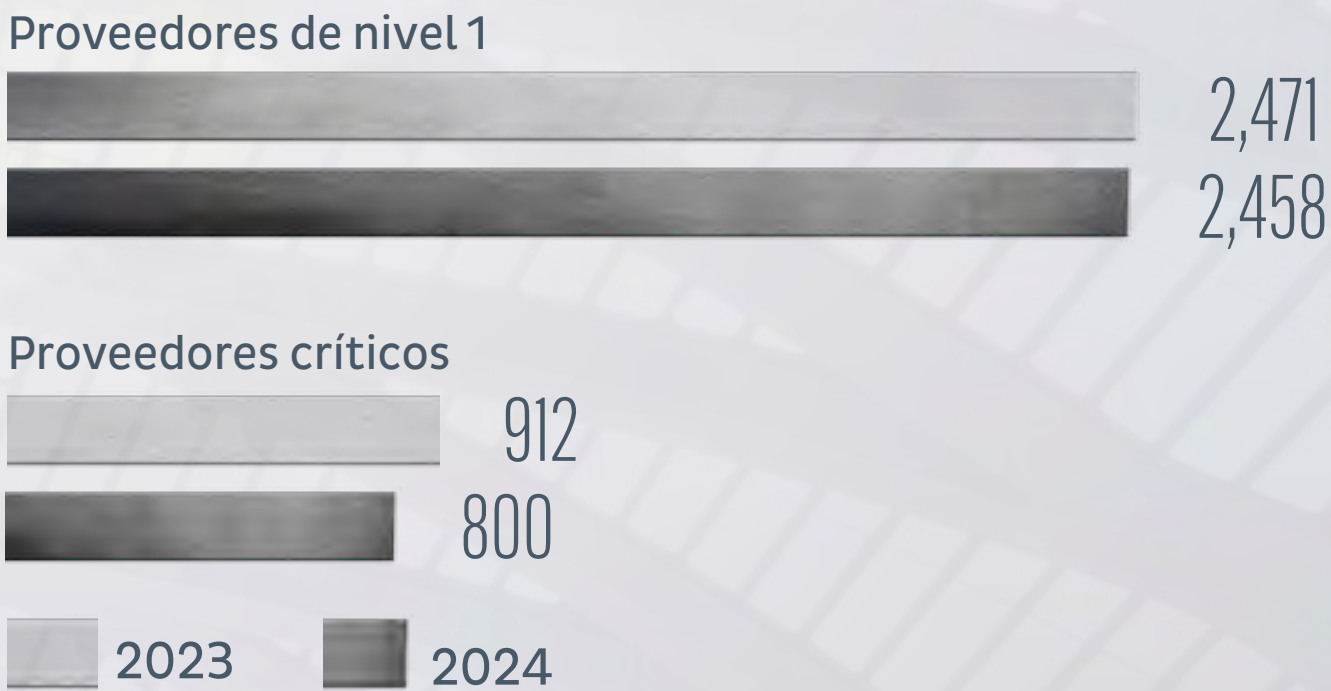 Proveedores de nivel 1
2,471
2,458
Proveedores críticos
912
800
2023 2024